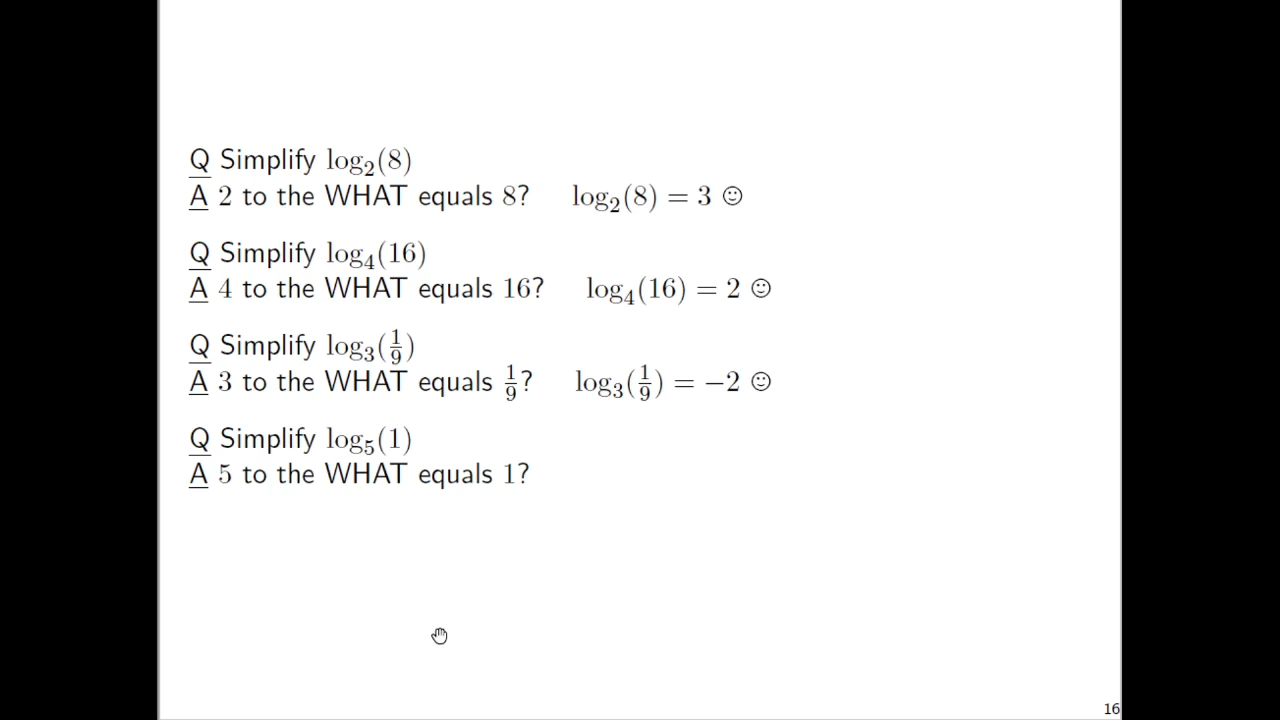 Q Simplify log₂(8)
A 2 to the WHAT equals 8? log₂(8) = 3 ☺
Q Simplify log₄(16)
A 4 to the WHAT equals 16? log₄(16) = 2 ☺
Q Simplify log₃(1/9)
A 3 to the WHAT equals 1/9? log₃(1/9) = −2 ☺
Q Simplify log₅(1)
A 5 to the WHAT equals 1?
16